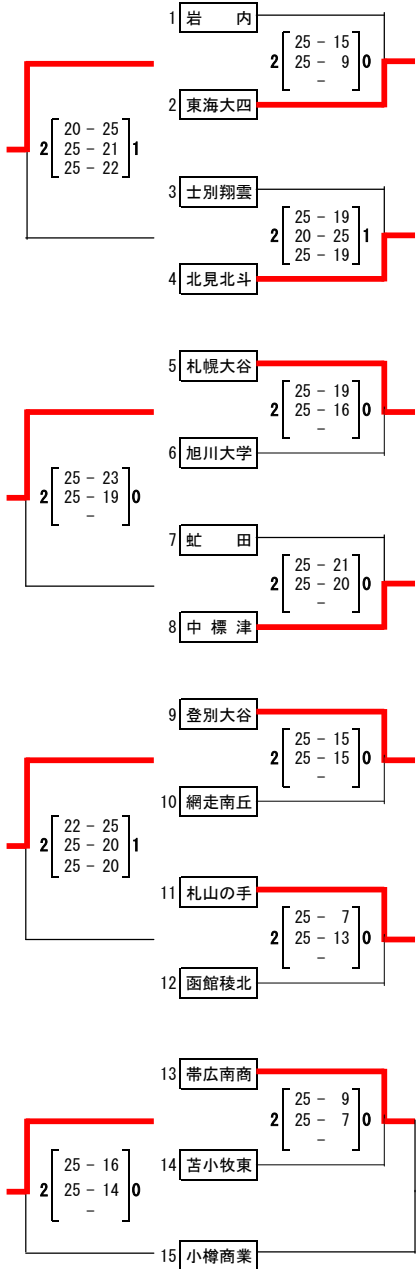 1 岩 内
2 [ 25 - 15
25 - 9
- ] 0
2 東海大四
2 [ 20 - 25
25 - 21
25 - 22 ] 1
3 士別翔雲
2 [ 25 - 19
20 - 25
25 - 19 ] 1
4 北見北斗
5 札幌大谷
2 [ 25 - 19
25 - 16
- ] 0
6 旭川大学
2 [ 25 - 23
25 - 19
- ] 0
7 虻 田
2 [ 25 - 21
25 - 20
- ] 0
8 中 標 津
9 登別大谷
2 [ 25 - 15
25 - 15
- ] 0
10 網走南丘
2 [ 22 - 25
25 - 20
25 - 20 ] 1
11 札山の手
2 [ 25 - 7
25 - 13
- ] 0
12 函館稜北
13 帯広南商
2 [ 25 - 9
25 - 7
- ] 0
14 苫小牧東
2 [ 25 - 16
25 - 14
- ] 0
15 小樽商業